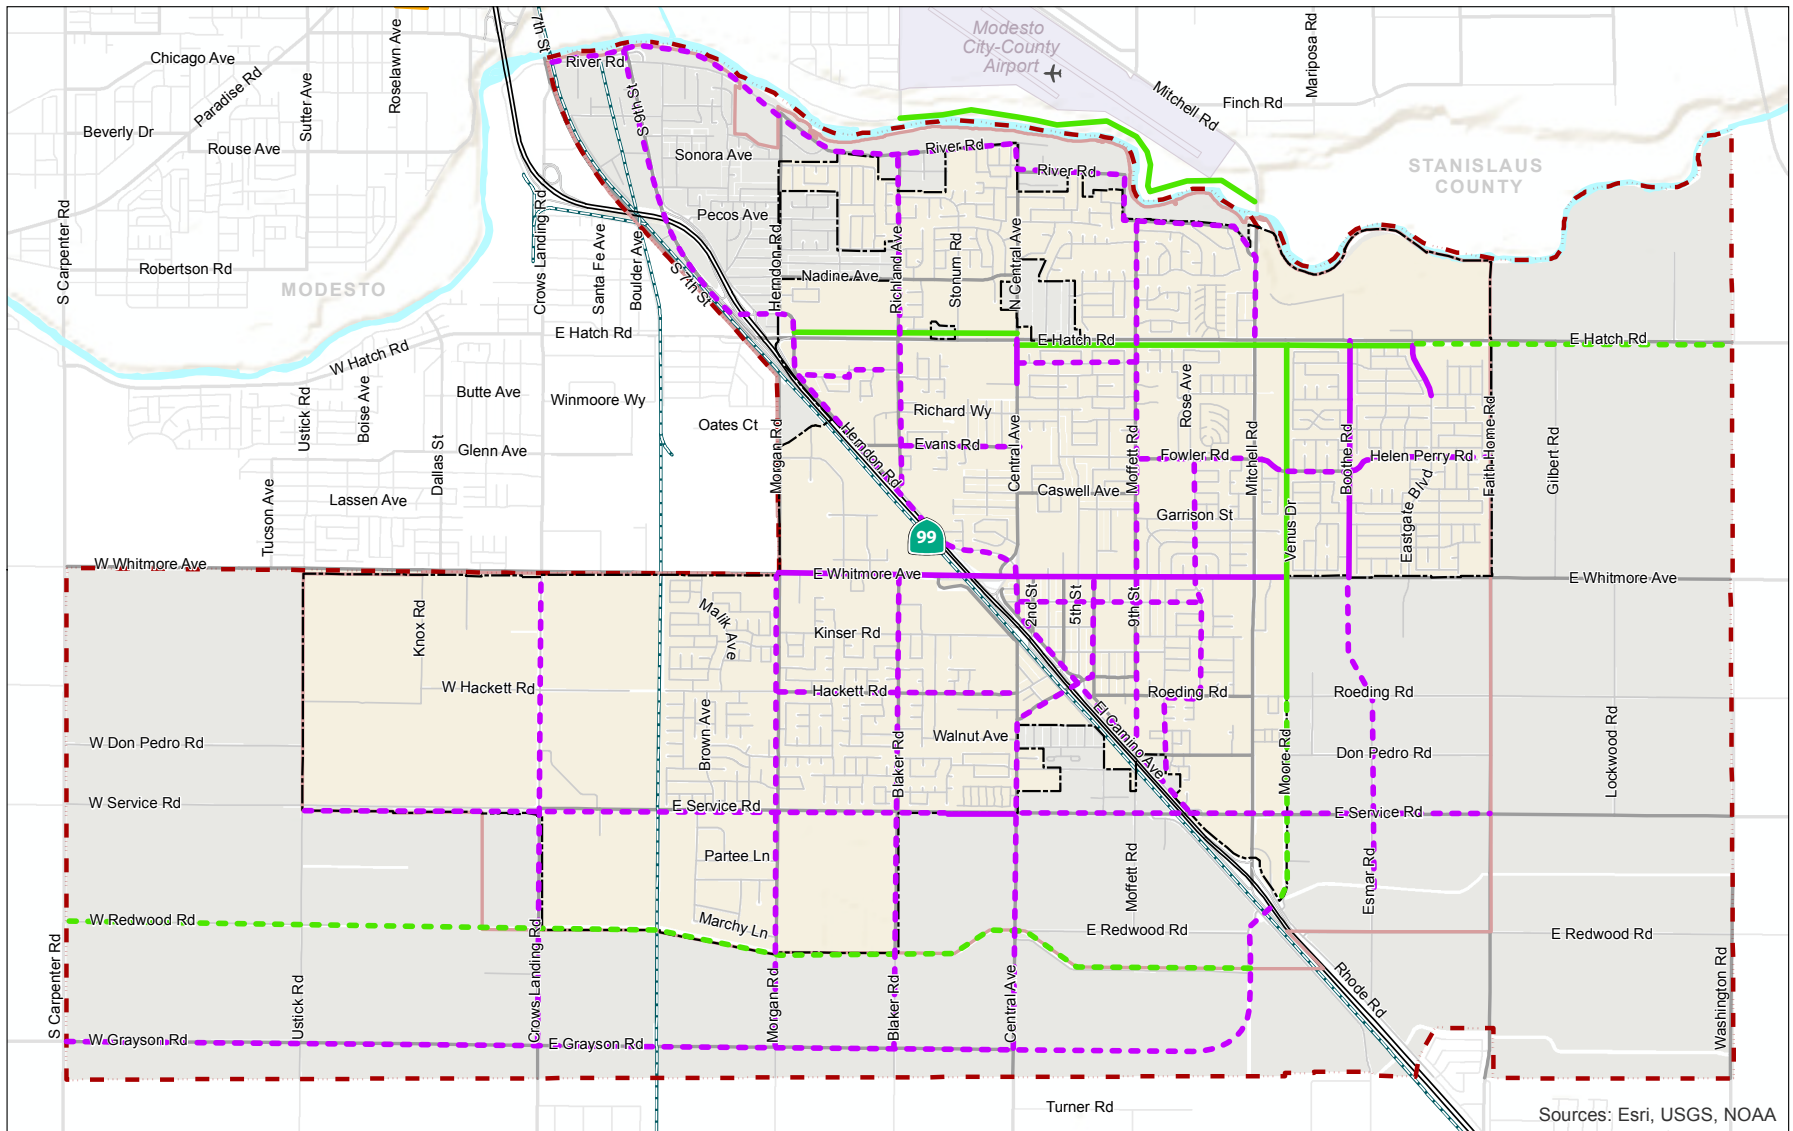 Chicago Ave
Paradise Rd
Sutter Ave
Roselawn Ave
Beverly Dr
Rouse Ave
7th St
River Rd
S 9th St
Sonora Ave
Modesto
City-County
Airport
Mitchell Rd
Finch Rd
Mariposa Rd
River Rd
River Rd
STANISLAUS
COUNTY
S Carpenter Rd
Robertson Rd
MODESTO
Crows Landing Rd
Santa Fe Ave
Boulder Ave
S 7th St
Pecos Ave
Herndon Rd
Nadine Ave
Richland Ave
Stonum Rd
N Central Ave
E Hatch Rd
E Hatch Rd
E Hatch Rd
W Hatch Rd
Ustick Rd
Boise Ave
Butte Ave
Winmoore Wy
Oates Ct
Dallas St
Glenn Ave
Tucson Ave
Lassen Ave
Morgan Rd
Herndon Rd
Richard Wy
Evans Rd
Central Ave
Caswell Ave
Moffett Rd
Rose Ave
Fowler Rd
Garrison St
Mitchell Rd
Venus Dr
Boothe Rd
Helen Perry Rd
Eastgate Blvd
Faith Home Rd
Gilbert Rd
99
W Whitmore Ave
E Whitmore Ave
E Whitmore Ave
Knox Rd
Malik Ave
Kinser Rd
2nd St
5th St
9th St
W Hackett Rd
Hackett Rd
Roeding Rd
Roeding Rd
W Don Pedro Rd
Brown Ave
Blaker Rd
Walnut Ave
El Camino Ave
Moore Rd
Don Pedro Rd
Lockwood Rd
W Service Rd
E Service Rd
E Service Rd
Partee Ln
Moffett Rd
Esmar Rd
W Redwood Rd
Marchy Ln
E Redwood Rd
E Redwood Rd
S Carpenter Rd
Ustick Rd
Crows Landing Rd
Morgan Rd
Blaker Rd
Central Ave
Rhode Rd
Washington Rd
W Grayson Rd
E Grayson Rd
Turner Rd
Sources: Esri, USGS, NOAA